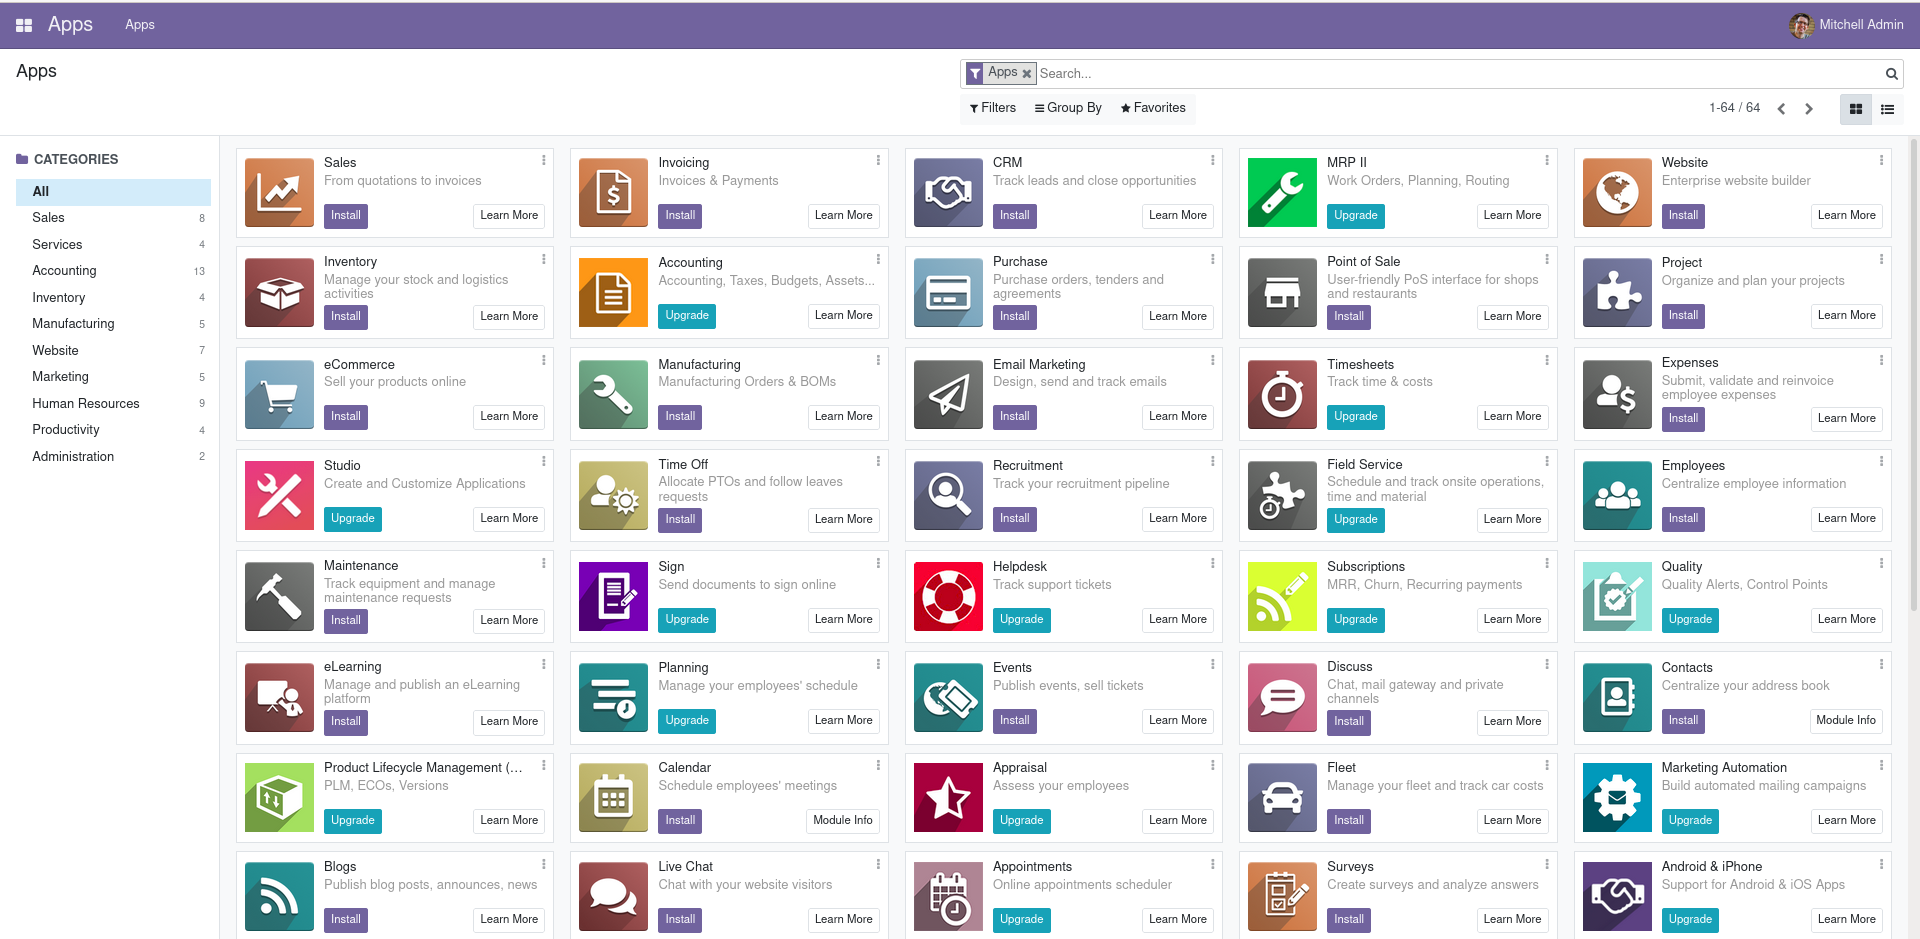 Apps
Apps
Mitchell Admin
Apps
Apps
Search...
Filters
Group By
Favorites
1-64 / 64
CATEGORIES
All
Sales 8
Services 4
Accounting 13
Inventory 4
Manufacturing 5
Website 7
Marketing 5
Human Resources 9
Productivity 4
Administration 2
Sales
From quotations to invoices
Install
Learn More
Invoicing
Invoices & Payments
Install
Learn More
CRM
Track leads and close opportunities
Install
Learn More
MRP II
Work Orders, Planning, Routing
Upgrade
Learn More
Website
Enterprise website builder
Install
Learn More
Inventory
Manage your stock and logistics
activities
Install
Learn More
Accounting
Accounting, Taxes, Budgets, Assets...
Upgrade
Learn More
Purchase
Purchase orders, tenders and
agreements
Install
Learn More
Point of Sale
User-friendly PoS interface for shops
and restaurants
Install
Learn More
Project
Organize and plan your projects
Install
Learn More
eCommerce
Sell your products online
Install
Learn More
Manufacturing
Manufacturing Orders & BOMs
Install
Learn More
Email Marketing
Design, send and track emails
Install
Learn More
Timesheets
Track time & costs
Upgrade
Learn More
Expenses
Submit, validate and reinvoice
employee expenses
Install
Learn More
Studio
Create and Customize Applications
Upgrade
Learn More
Time Off
Allocate PTOs and follow leaves
requests
Install
Learn More
Recruitment
Track your recruitment pipeline
Install
Learn More
Field Service
Schedule and track onsite operations,
time and material
Upgrade
Learn More
Employees
Centralize employee information
Install
Learn More
Maintenance
Track equipment and manage
maintenance requests
Install
Learn More
Sign
Send documents to sign online
Upgrade
Learn More
Helpdesk
Track support tickets
Upgrade
Learn More
Subscriptions
MRR, Churn, Recurring payments
Upgrade
Learn More
Quality
Quality Alerts, Control Points
Upgrade
Learn More
eLearning
Manage and publish an eLearning
platform
Install
Learn More
Planning
Manage your employees' schedule
Upgrade
Learn More
Events
Publish events, sell tickets
Install
Learn More
Discuss
Chat, mail gateway and private
channels
Install
Learn More
Contacts
Centralize your address book
Install
Module Info
Product Lifecycle Management (...
PLM, ECOs, Versions
Upgrade
Learn More
Calendar
Schedule employees' meetings
Install
Module Info
Appraisal
Assess your employees
Upgrade
Learn More
Fleet
Manage your fleet and track car costs
Install
Learn More
Marketing Automation
Build automated mailing campaigns
Upgrade
Learn More
Blogs
Publish blog posts, announces, news
Install
Learn More
Live Chat
Chat with your website visitors
Install
Learn More
Appointments
Online appointments scheduler
Upgrade
Learn More
Surveys
Create surveys and analyze answers
Install
Learn More
Android & iPhone
Support for Android & iOS Apps
Upgrade
Learn More